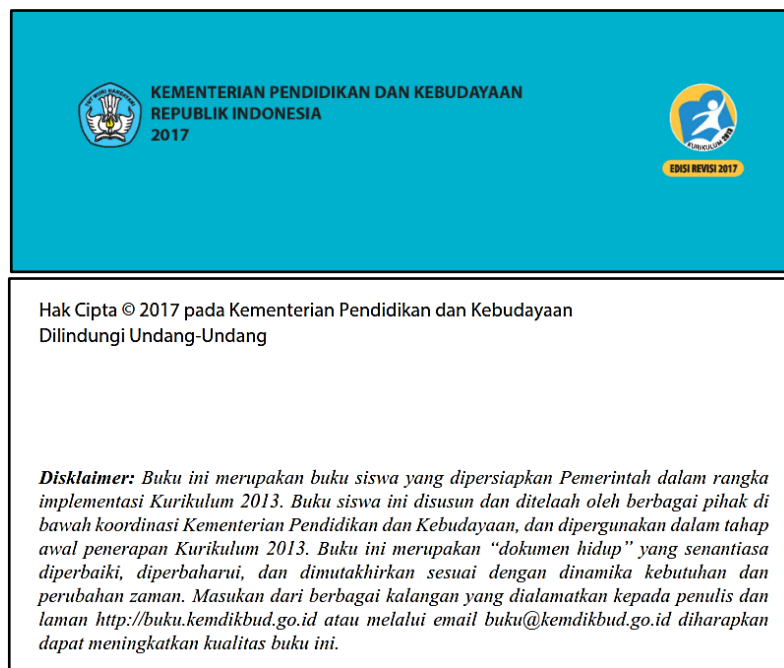 KEMENTERIAN PENDIDIKAN DAN KEBUDAYAAN
REPUBLIK INDONESIA
2017
TUT WURI HANDAYANI
KURIKULUM 2013
EDISI REVISI 2017
Hak Cipta © 2017 pada Kementerian Pendidikan dan Kebudayaan
Dilindungi Undang-Undang
Disklaimer: Buku ini merupakan buku siswa yang dipersiapkan Pemerintah dalam rangka
implementasi Kurikulum 2013. Buku siswa ini disusun dan ditelaah oleh berbagai pihak di
bawah koordinasi Kementerian Pendidikan dan Kebudayaan, dan dipergunakan dalam tahap
awal penerapan Kurikulum 2013. Buku ini merupakan “dokumen hidup” yang senantiasa
diperbaiki, diperbaharui, dan dimutakhirkan sesuai dengan dinamika kebutuhan dan
perubahan zaman. Masukan dari berbagai kalangan yang dialamatkan kepada penulis dan
laman http://buku.kemdikbud.go.id atau melalui email buku@kemdikbud.go.id diharapkan
dapat meningkatkan kualitas buku ini.